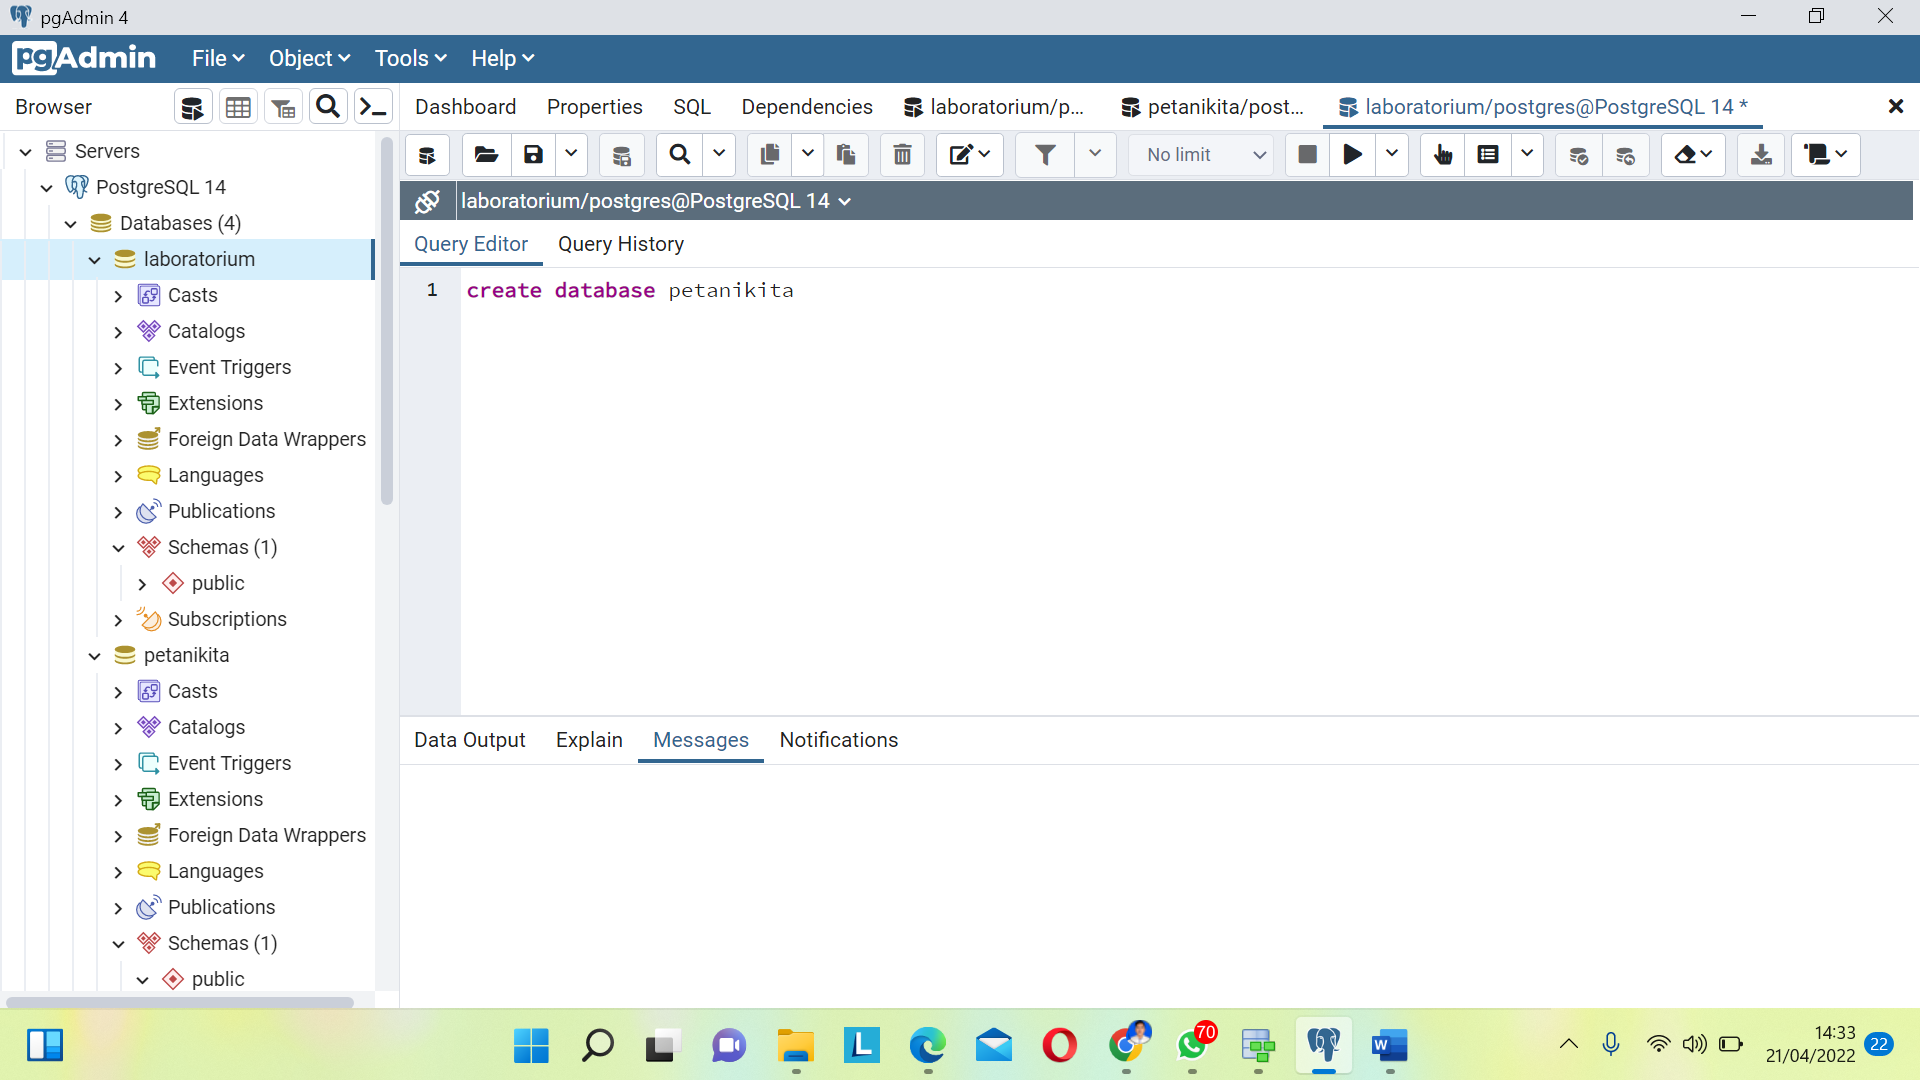 pgAdmin 4
pgAdmin File Object Tools Help
Browser
Dashboard Properties SQL Dependencies laboratorium/p... petanikita/post... laboratorium/postgres@PostgreSQL 14 *
No limit
laboratorium/postgres@PostgreSQL 14
Query Editor Query History
1 create database petanikita
Servers
PostgreSQL 14
Databases (4)
laboratorium
Casts
Catalogs
Event Triggers
Extensions
Foreign Data Wrappers
Languages
Publications
Schemas (1)
public
Subscriptions
petanikita
Casts
Catalogs
Event Triggers
Extensions
Foreign Data Wrappers
Languages
Publications
Schemas (1)
public
Data Output Explain Messages Notifications
L
70
W
14:33
21/04/2022
22